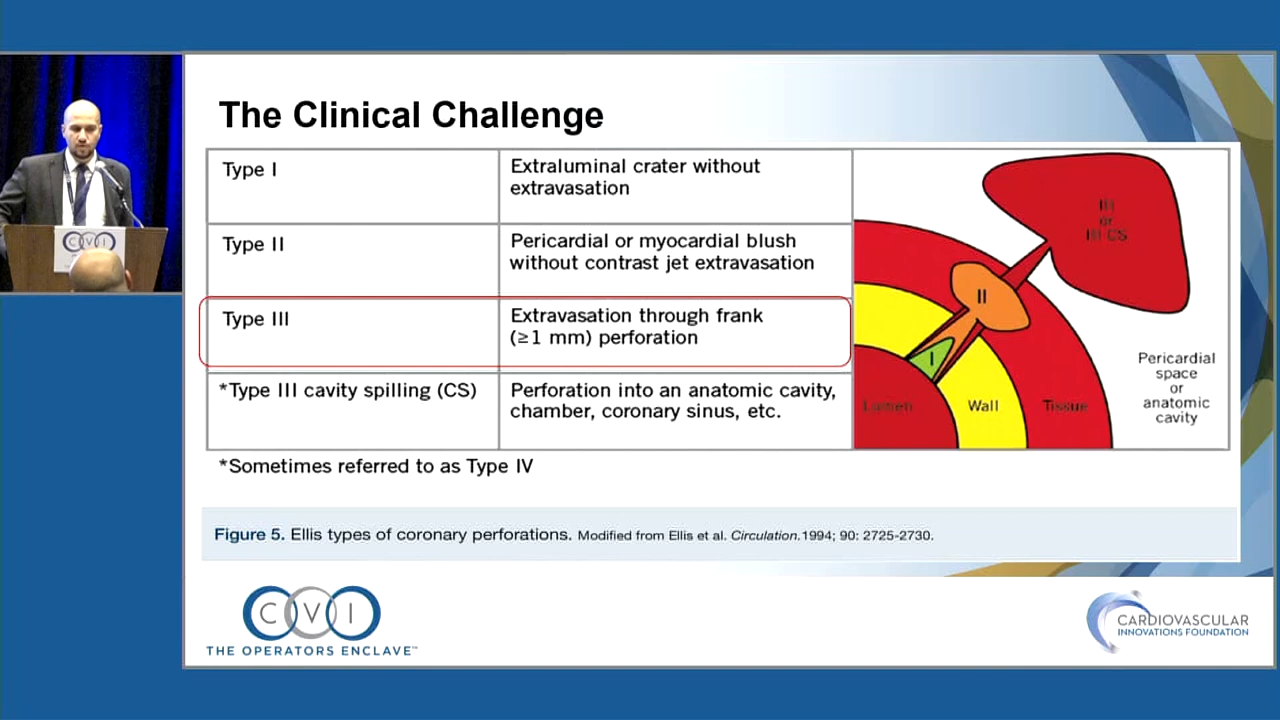 The Clinical Challenge
Type I
Extraluminal crater without
extravasation
Type II
Pericardial or myocardial blush
without contrast jet extravasation
Type III
Extravasation through frank
(≥1 mm) perforation
*Type III cavity spilling (CS)
Perforation into an anatomic cavity,
chamber, coronary sinus, etc.
*Sometimes referred to as Type IV
III
or
III-CS
II
I
Lumen
Wall
Tissue
Pericardial
space
or
anatomic
cavity
Figure 5. Ellis types of coronary perforations. Modified from Ellis et al. Circulation.1994; 90: 2725-2730.
CVI
THE OPERATORS ENCLAVE™
CARDIOVASCULAR
INNOVATIONS FOUNDATION
CVI